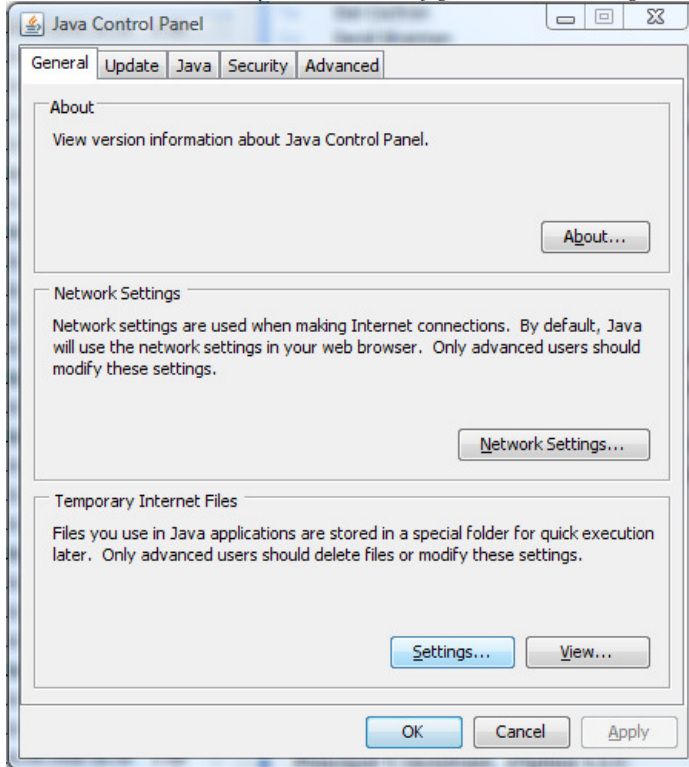 Java Control Panel
General Update Java Security Advanced
About
View version information about Java Control Panel.
About...
Network Settings
Network settings are used when making Internet connections. By default, Java
will use the network settings in your web browser. Only advanced users should
modify these settings.
Network Settings...
Temporary Internet Files
Files you use in Java applications are stored in a special folder for quick execution
later. Only advanced users should delete files or modify these settings.
Settings... View...
OK Cancel Apply